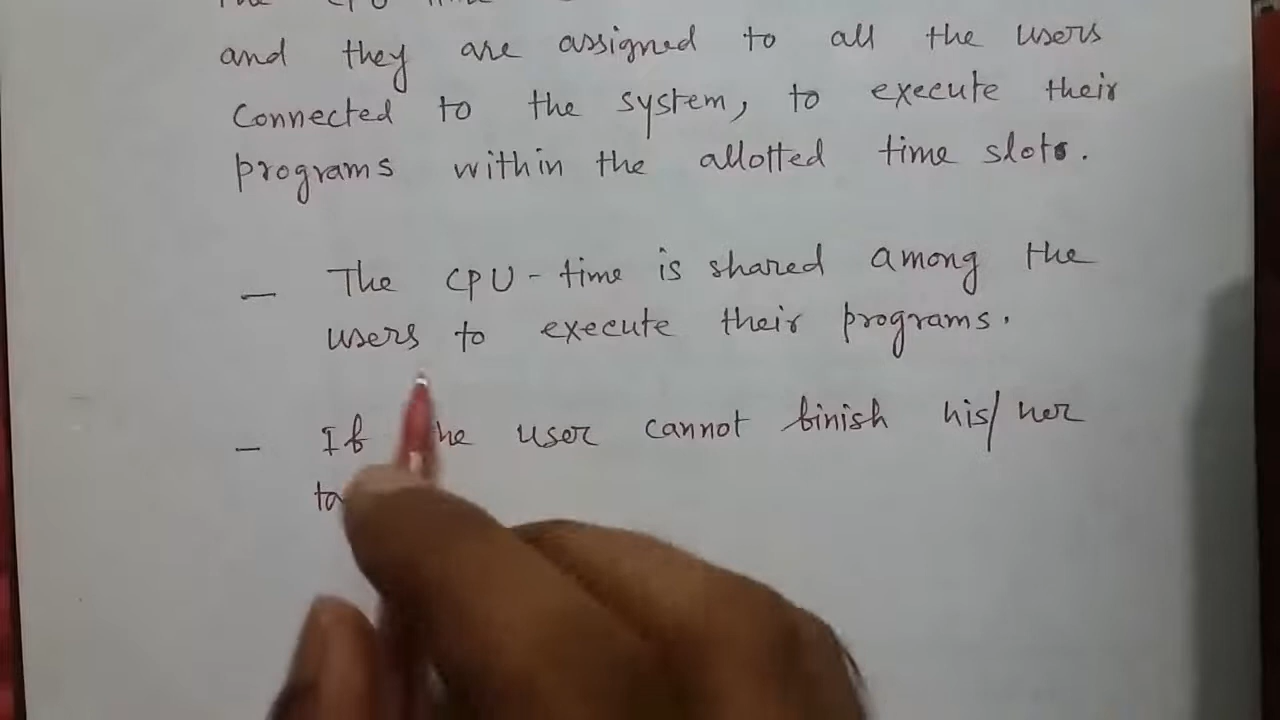 and they are assigned to all the users
connected to the system, to execute their
programs within the allotted time slots.
— The CPU-time is shared among the
users to execute their programs.
— If user cannot finish his/her